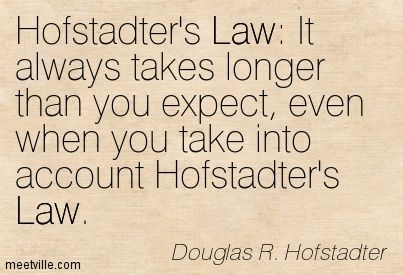 Hofstadter's Law: It
always takes longer
than you expect, even
when you take into
account Hofstadter's
Law.
Douglas R. Hofstadter
meetville.com